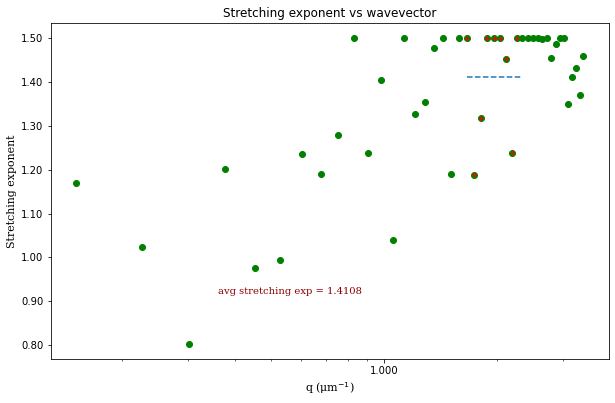 Stretching exponent vs wavevector
1.50
1.40
1.30
1.20
1.10
1.00
0.90
0.80
Stretching exponent
avg stretching exp = 1.4108
1.000
q (μm⁻¹)